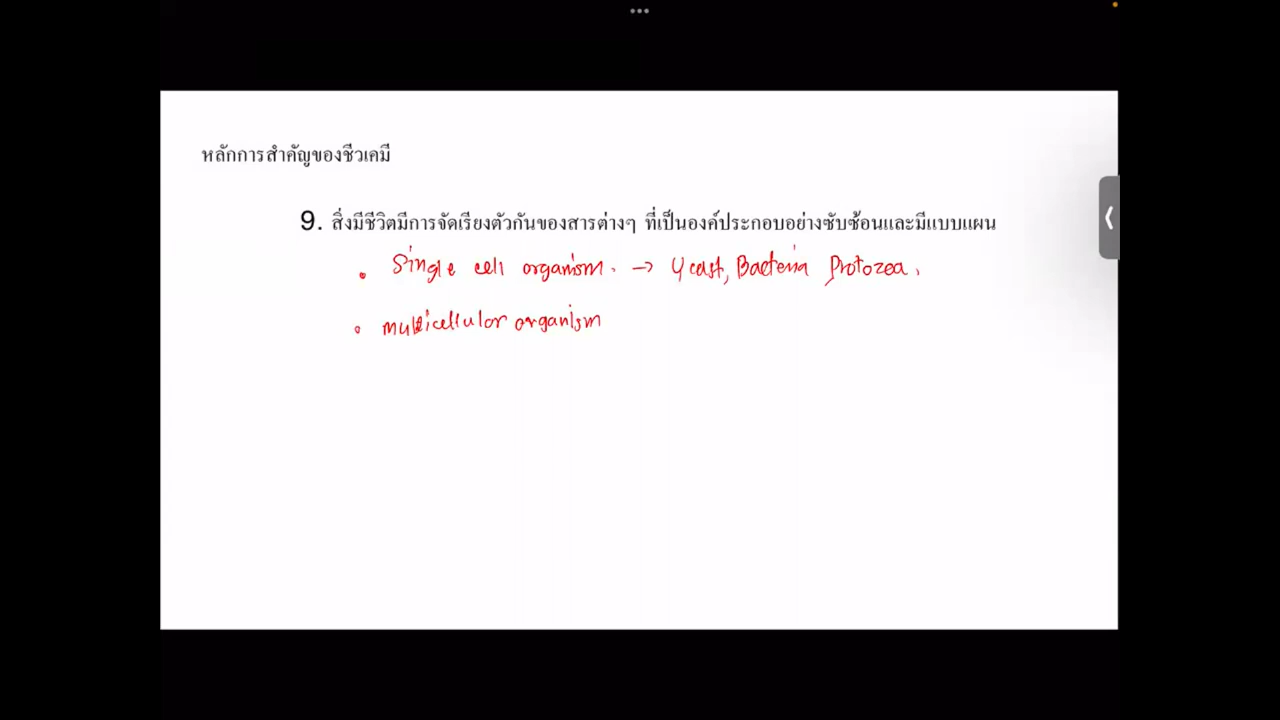 หลักการสำคัญของชีวเคมี
9. สิ่งมีชีวิตมีการจัดเรียงตัวกันของสารต่างๆ ที่เป็นองค์ประกอบอย่างซับซ้อนและมีแบบแผน
• Single cell organism. → Yeast, Bacteria Protozoa.
• multicellular organism